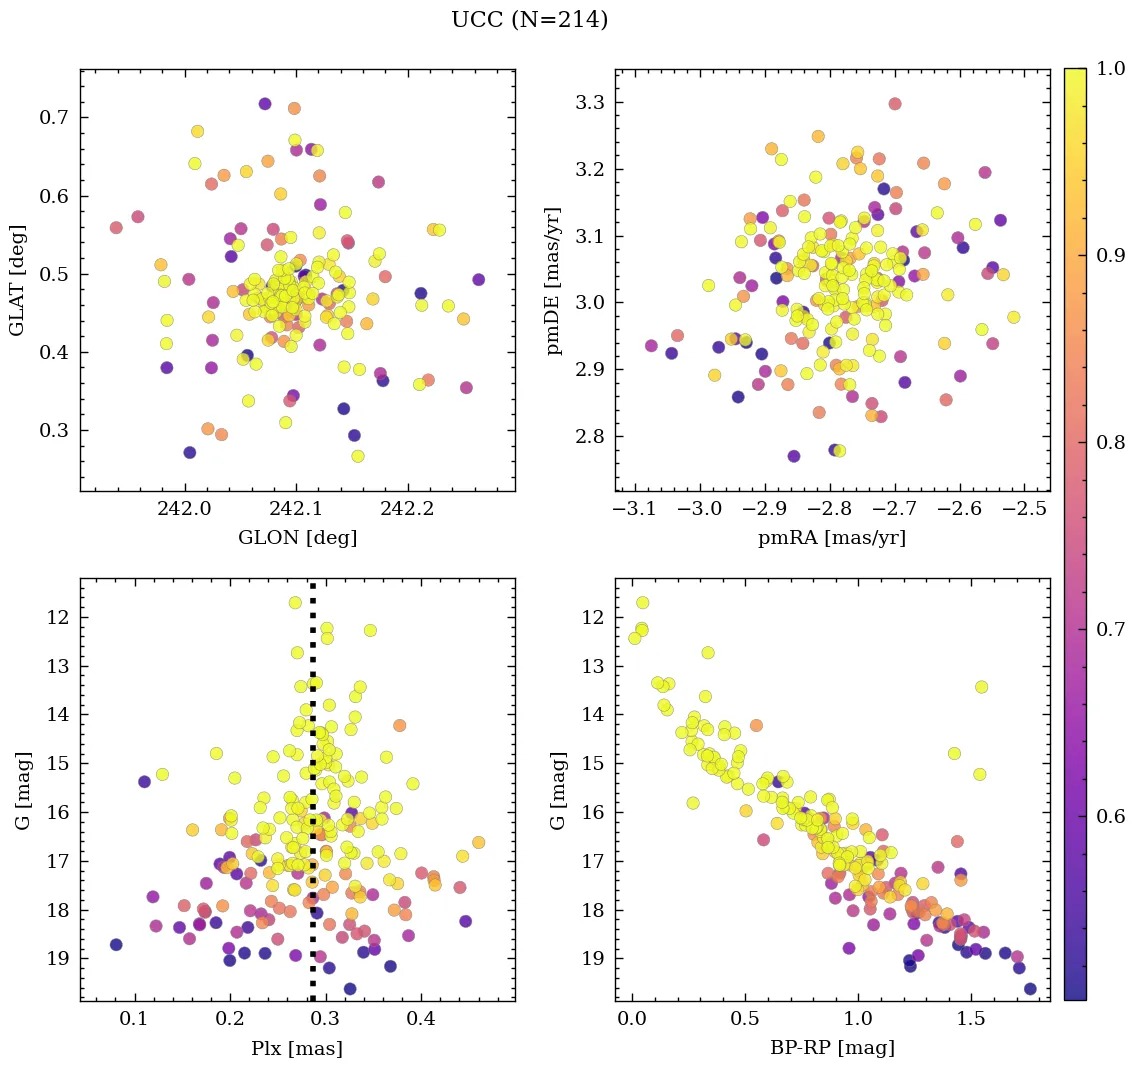 UCC (N=214)
0.7
0.6
0.5
0.4
0.3
GLAT [deg]
242.0 242.1 242.2
GLON [deg]
3.3
3.2
3.1
3.0
2.9
2.8
pmDE [mas/yr]
−3.1 −3.0 −2.9 −2.8 −2.7 −2.6 −2.5
pmRA [mas/yr]
1.0
0.9
0.8
0.7
0.6
12
13
14
15
16
17
18
19
G [mag]
0.1 0.2 0.3 0.4
Plx [mas]
12
13
14
15
16
17
18
19
G [mag]
0.0 0.5 1.0 1.5
BP-RP [mag]